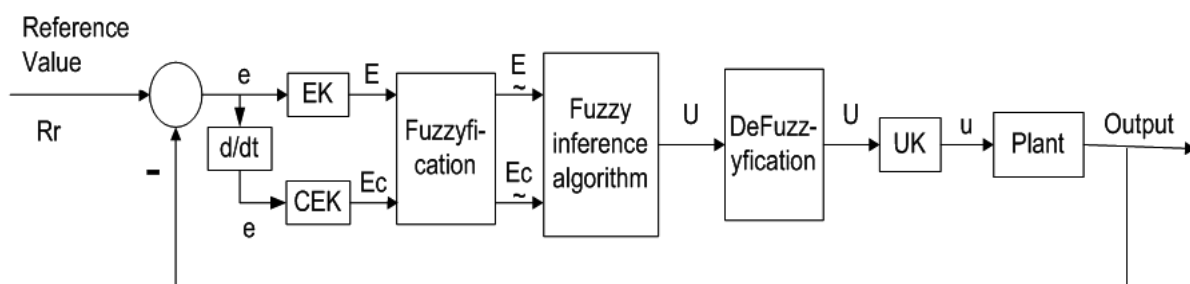 Reference
Value
Rr
-
e
d/dt
e
EK
CEK
E
Ec
Fuzzyfi-
cation
E
~
Ec
~
Fuzzy
inference
algorithm
U
DeFuzz-
yfication
U
UK
u
Plant
Output